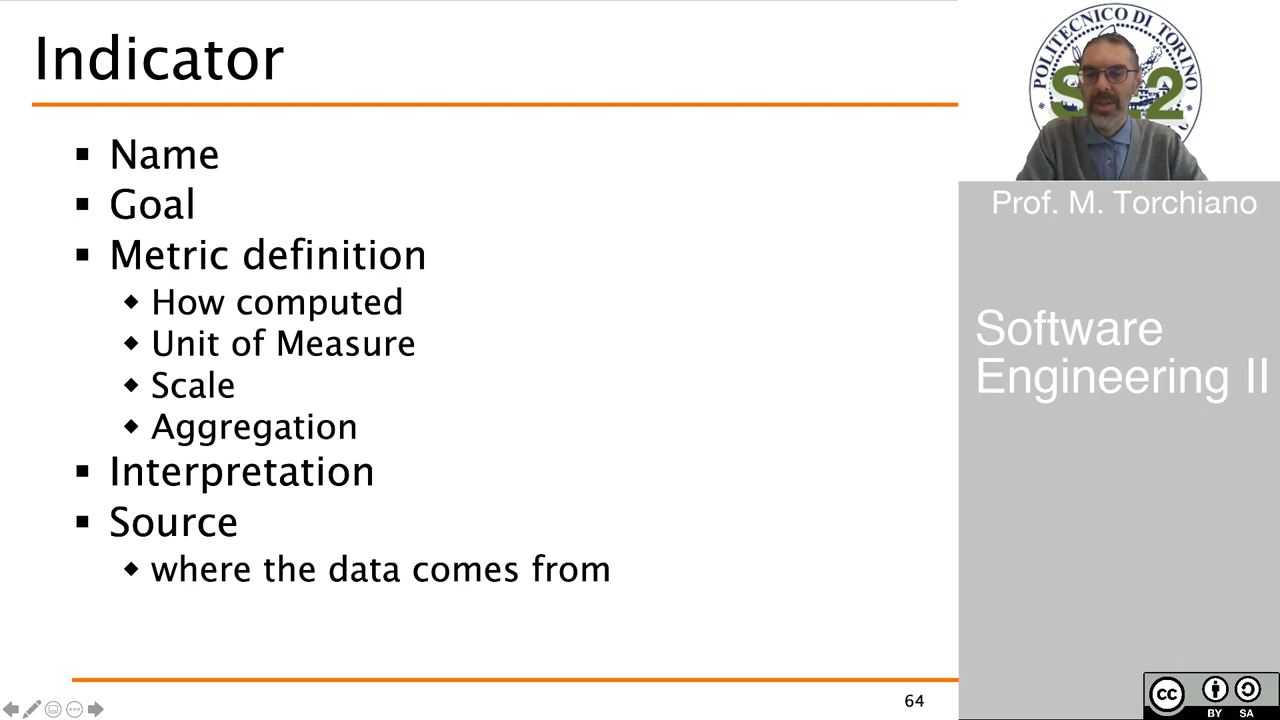 Indicator
Name
Goal
Metric definition
How computed
Unit of Measure
Scale
Aggregation
Interpretation
Source
where the data comes from
64
POLITECNICO DI TORINO
Prof. M. Torchiano
Software
Engineering II
CC
BY SA